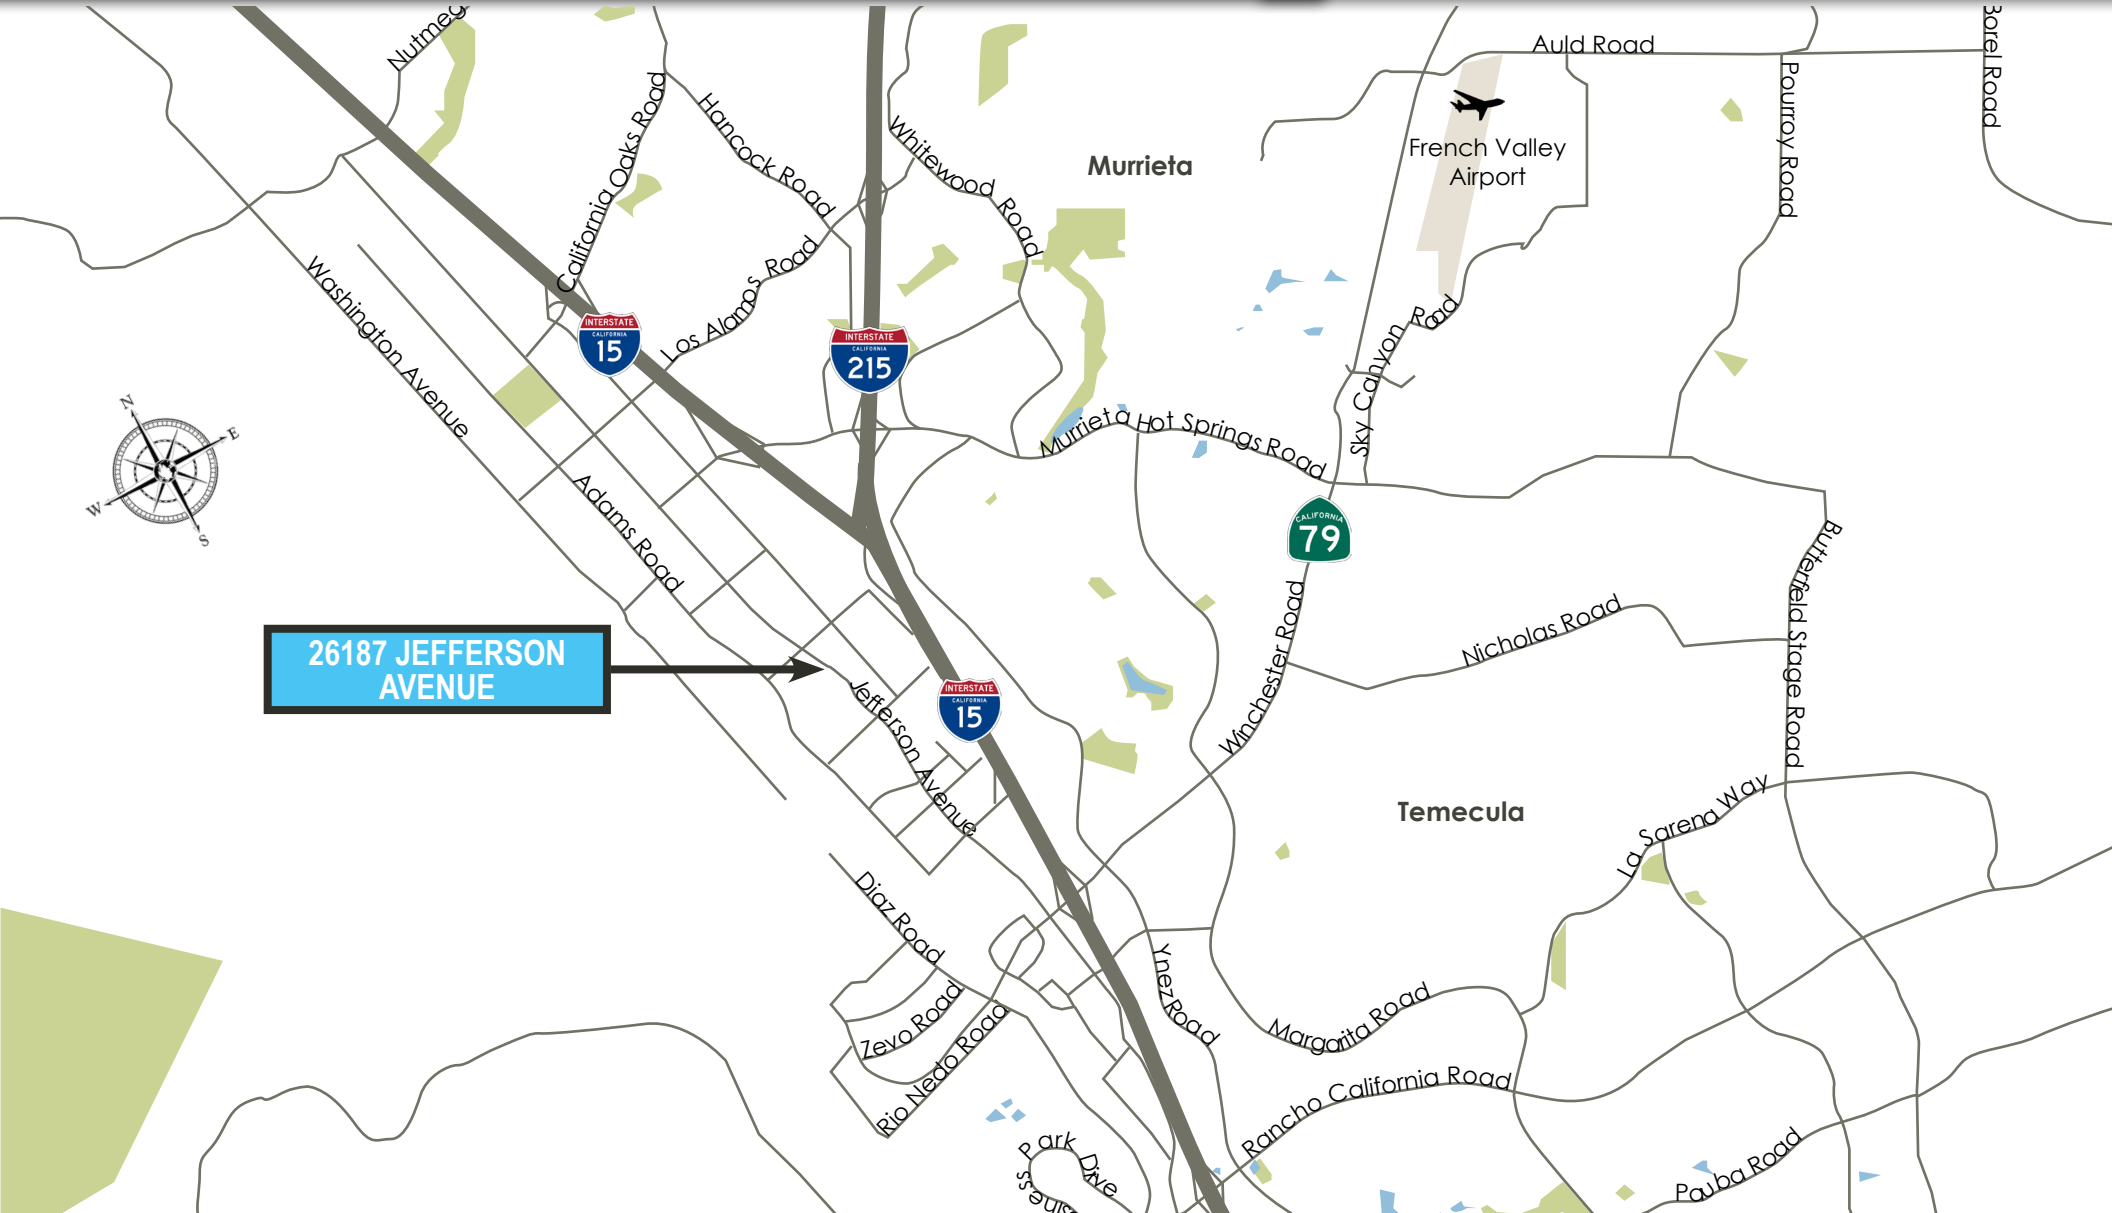 Nutmeg
Auld Road
Borel Road
Pourroy Road
California Oaks Road
Hancock Road
Whitewood Road
Murrieta
French Valley
Airport
Washington Avenue
Los Alamos Road
INTERSTATE
CALIFORNIA
15
INTERSTATE
CALIFORNIA
215
Sky Canyon Road
N
E
W
S
Murrieta Hot Springs Road
Adams Road
CALIFORNIA
79
Butterfield Stage Road
Nicholas Road
Winchester Road
26187 JEFFERSON
AVENUE
Jefferson Avenue
INTERSTATE
CALIFORNIA
15
Temecula
La Sarena Way
Diaz Road
Ynez Road
Zevo Road
Rio Nedo Road
Margarita Road
Rancho California Road
Park Drive
Pauba Road